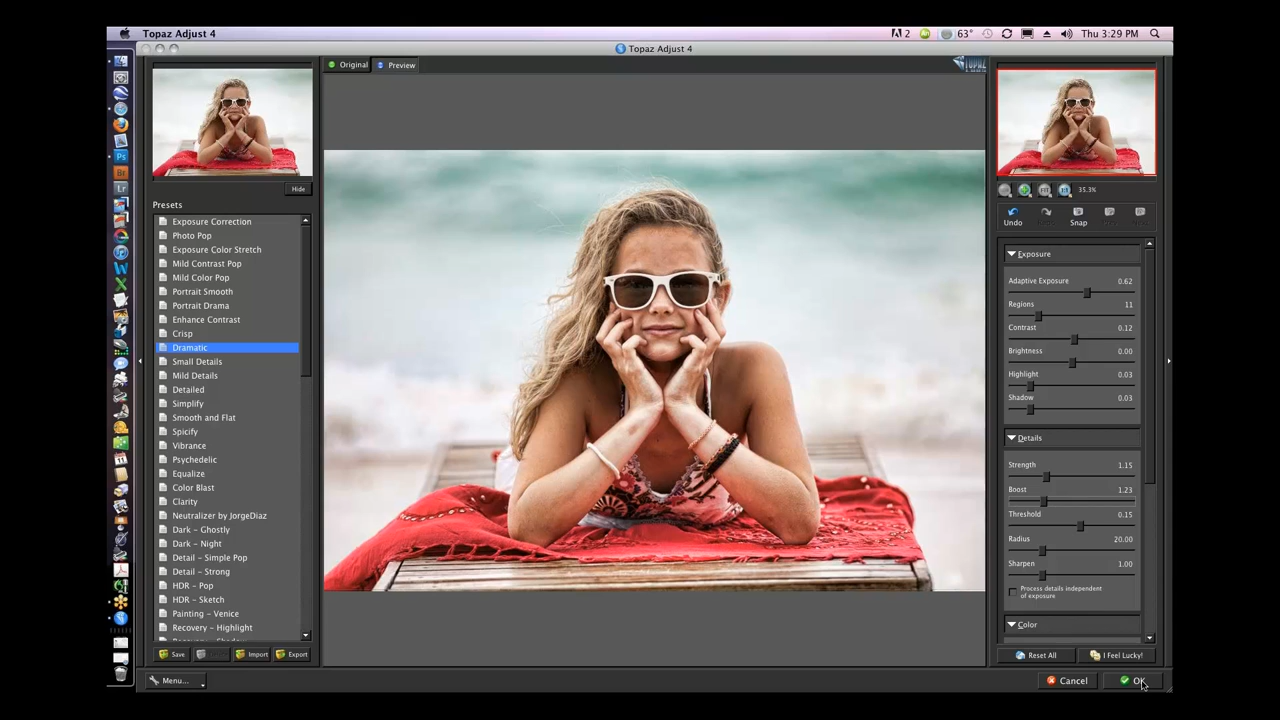 Topaz Adjust 4
2
63°
Thu 3:29 PM
Topaz Adjust 4
Original
Preview
TOPAZ
Hide
Presets
Exposure Correction
Photo Pop
Exposure Color Stretch
Mild Contrast Pop
Mild Color Pop
Portrait Smooth
Portrait Drama
Enhance Contrast
Crisp
Dramatic
Small Details
Mild Details
Detailed
Simplify
Smooth and Flat
Spicify
Vibrance
Psychedelic
Equalize
Color Blast
Clarity
Neutralizer by JorgeDiaz
Dark - Ghostly
Dark - Night
Detail - Simple Pop
Detail - Strong
HDR - Pop
HDR - Sketch
Painting - Venice
Recovery - Highlight
Save
Import
Export
Menu...
35.3%
Undo
Snap
Exposure
Adaptive Exposure 0.62
Regions 11
Contrast 0.12
Brightness 0.00
Highlight 0.03
Shadow 0.03
Details
Strength 1.15
Boost 1.23
Threshold 0.15
Radius 20.00
Sharpen 1.00
Process details independent
of exposure
Color
Reset All
I Feel Lucky!
Cancel
OK
Ps
Br
Lr